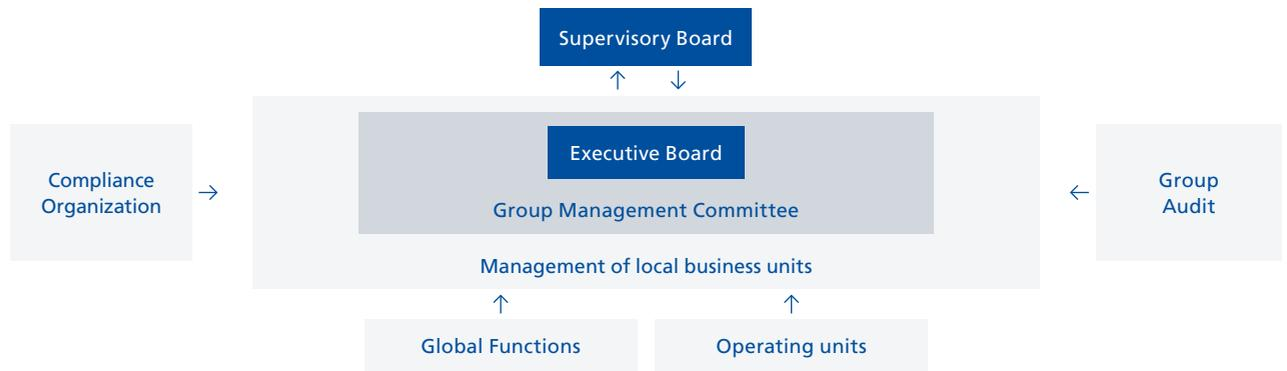 Supervisory Board
Executive Board
Compliance
Organization
Group
Audit
Group Management Committee
Management of local business units
Global Functions
Operating units